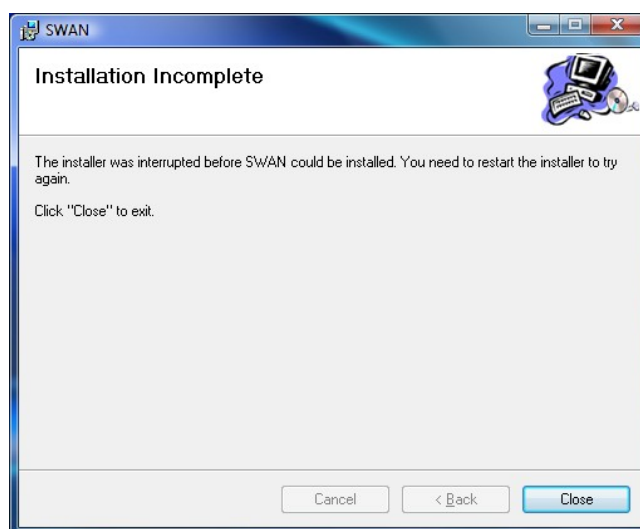 SWAN
Installation Incomplete
The installer was interrupted before SWAN could be installed. You need to restart the installer to try
again.
Click "Close" to exit.
Cancel
< Back
Close